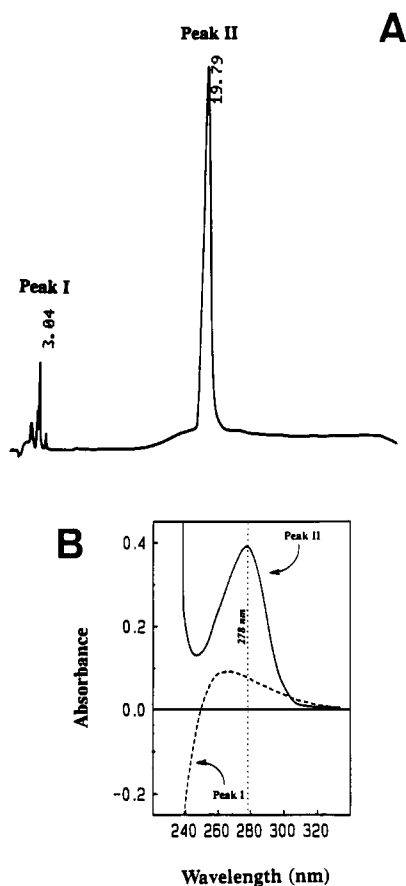 A
Peak II
19.79
Peak I
3.04
B
Peak II
278 nm
Peak I
0.4
0.2
0.0
-0.2
Absorbance
240 260 280 300 320
Wavelength (nm)